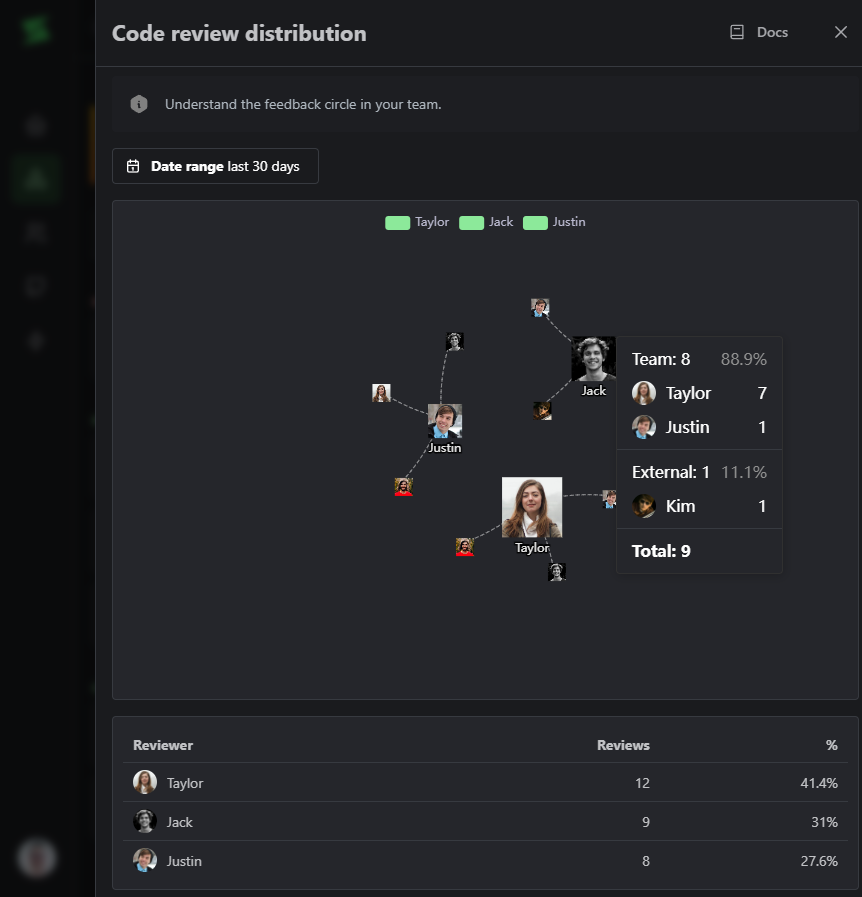 Code review distribution
Docs
Understand the feedback circle in your team.
Date range last 30 days
Taylor Jack Justin
Jack
Justin
Taylor
Team: 8 88.9%
Taylor 7
Justin 1
External: 1 11.1%
Kim 1
Total: 9
Reviewer Reviews %
Taylor 12 41.4%
Jack 9 31%
Justin 8 27.6%